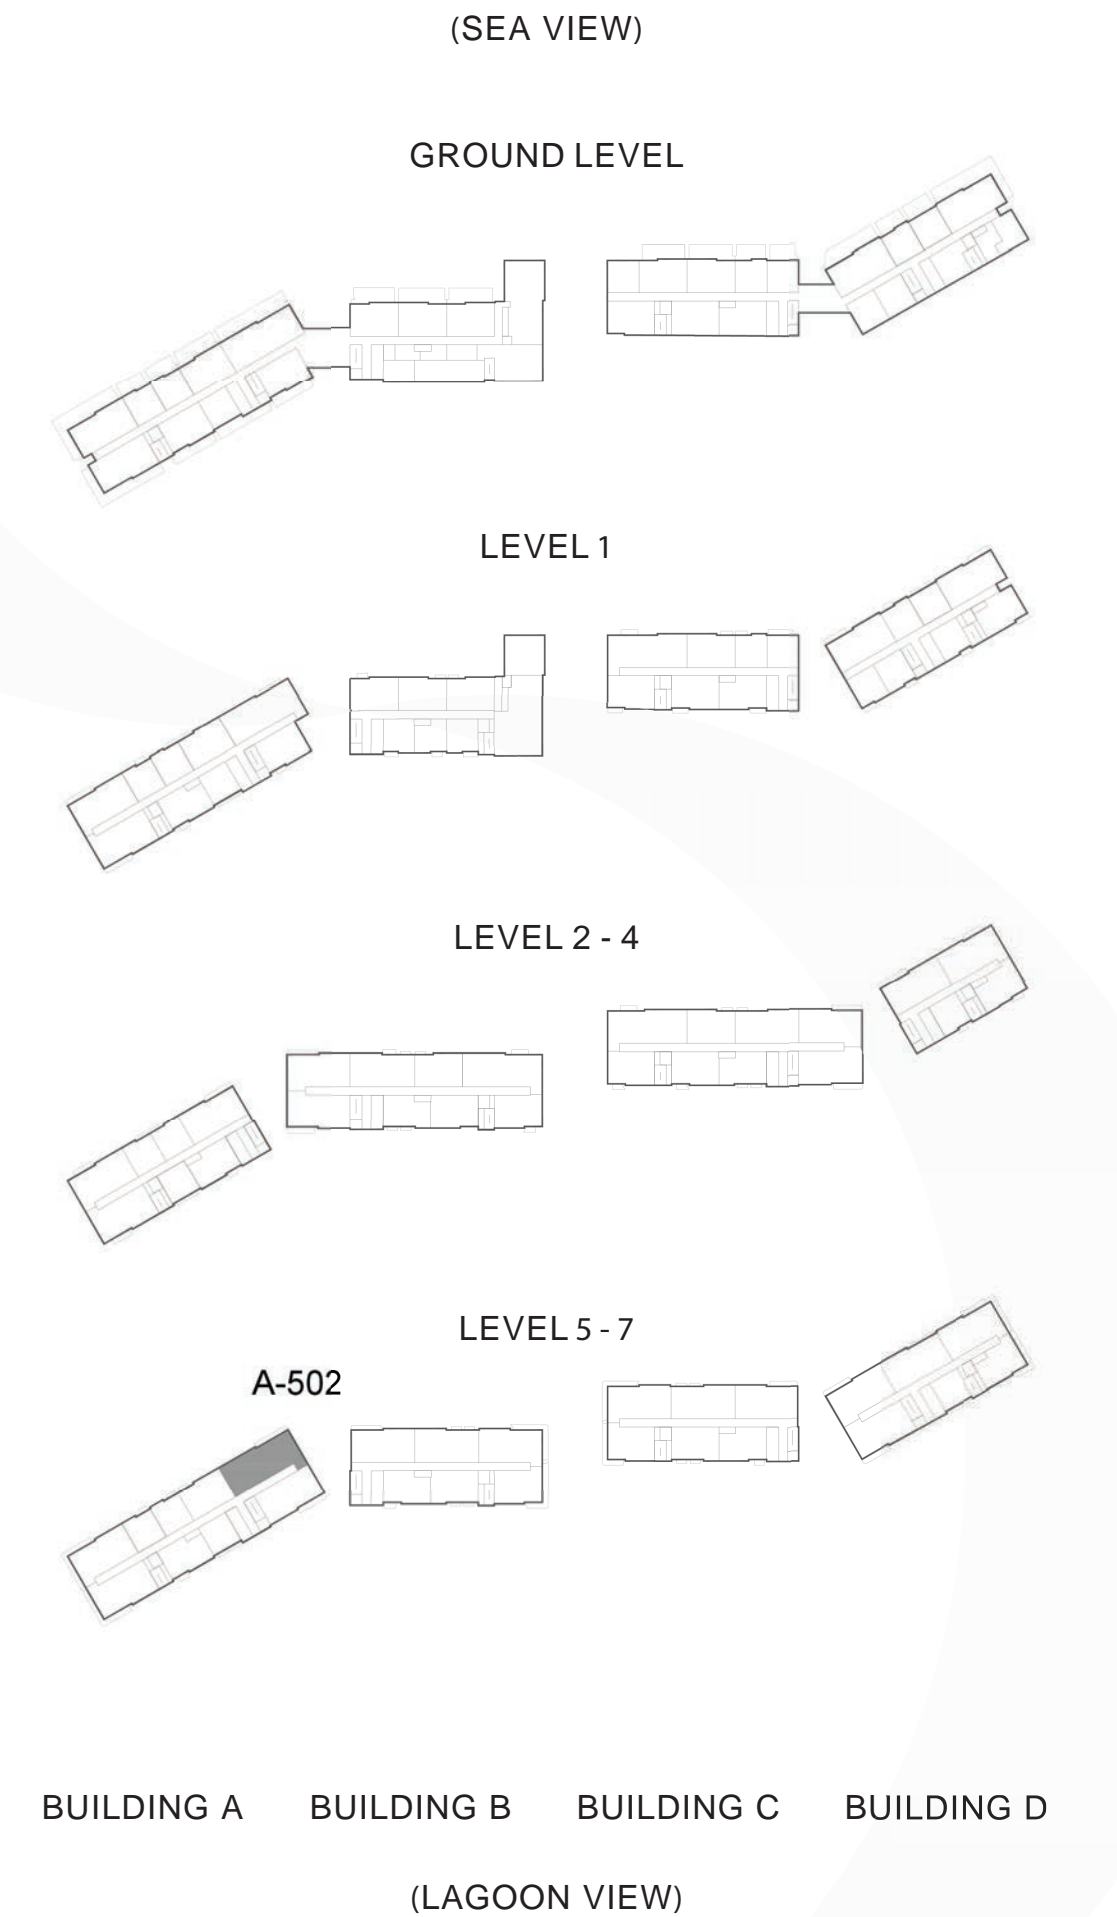 (SEA VIEW)
GROUND LEVEL
LEVEL 1
LEVEL 2 - 4
LEVEL 5 - 7
A-502
BUILDING A BUILDING B BUILDING C BUILDING D
(LAGOON VIEW)